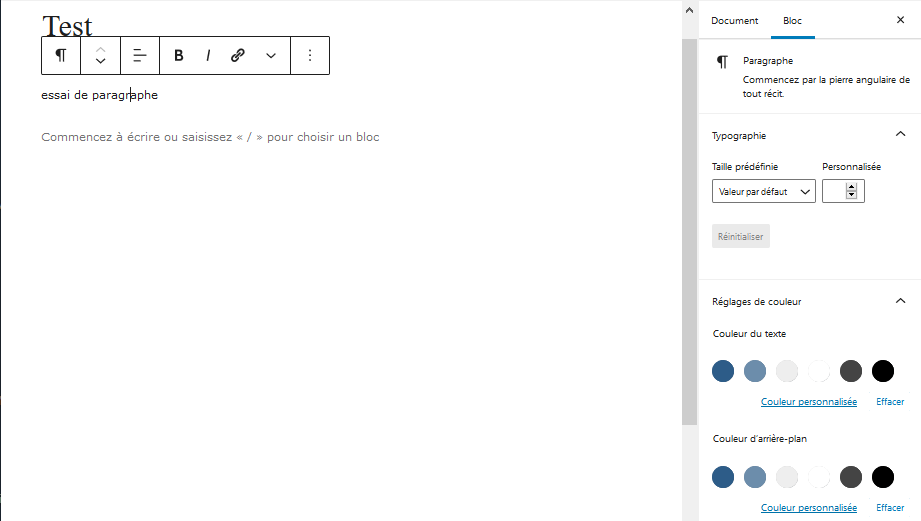 Test
B I
essai de paragraphe
Commencez à écrire ou saisissez « / » pour choisir un bloc
Document Bloc
Paragraphe
Commencez par la pierre angulaire de
tout récit.
Typographie
Taille prédéfinie Personnalisée
Valeur par défaut
Réinitialiser
Réglages de couleur
Couleur du texte
Couleur personnalisée Effacer
Couleur d’arrière-plan
Couleur personnalisée Effacer